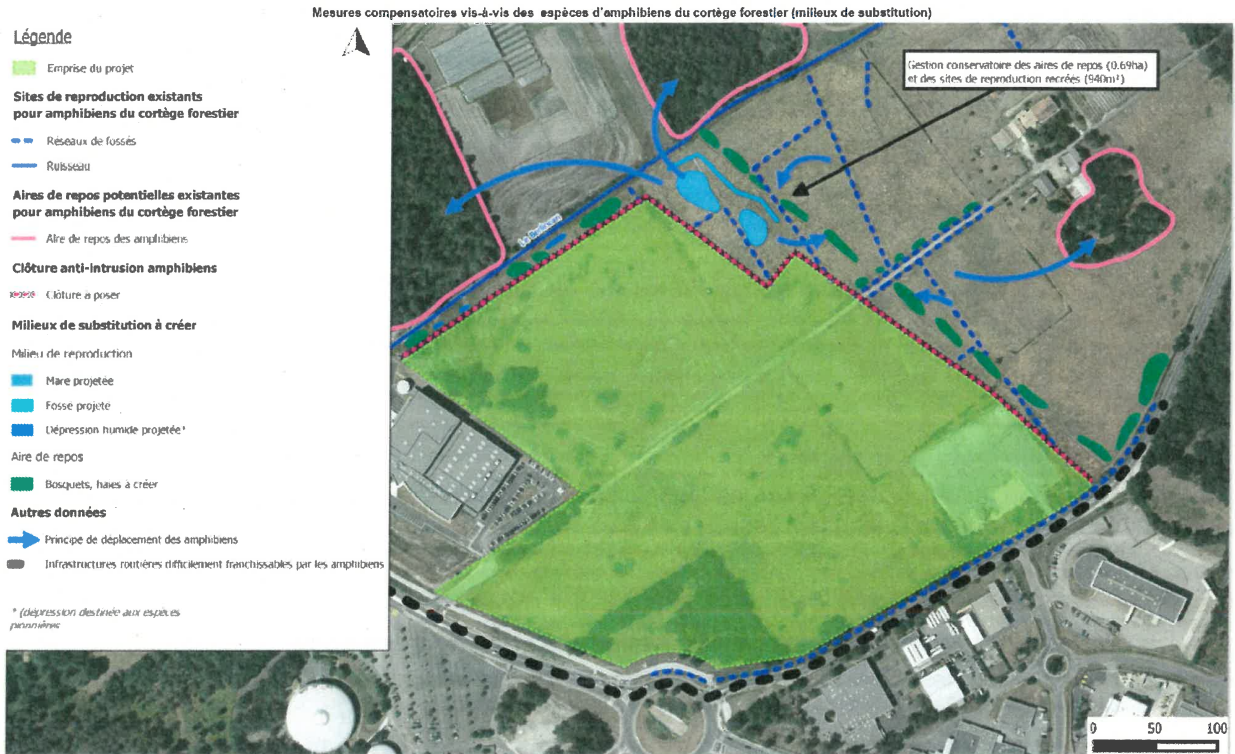 Mesures compensatoires vis-à-vis des espèces d'amphibiens du cortège forestier (milieux de substitution)
Légende
Emprise du projet
Sites de reproduction existants
pour amphibiens du cortège forestier
Réseaux de fossés
Ruisseau
Aires de repos potentielles existantes
pour amphibiens du cortège forestier
Aire de repos des amphibiens
Clôture anti-intrusion amphibiens
Clôture à poser
Milieux de substitution à créer
Milieu de reproduction
Mare projetée
Fosse projete
Dépression humide projetée*
Aire de repos
Bosquets, haies à créer
Autres données
Principe de déplacement des amphibiens
Infrastructures routières difficilement franchissables par les amphibiens
* (dépression destinée aux espèces
pionnières
Gestion conservatoire des aires de repos (0.69ha)
et des sites de reproduction recréés (940m²)
0 50 100